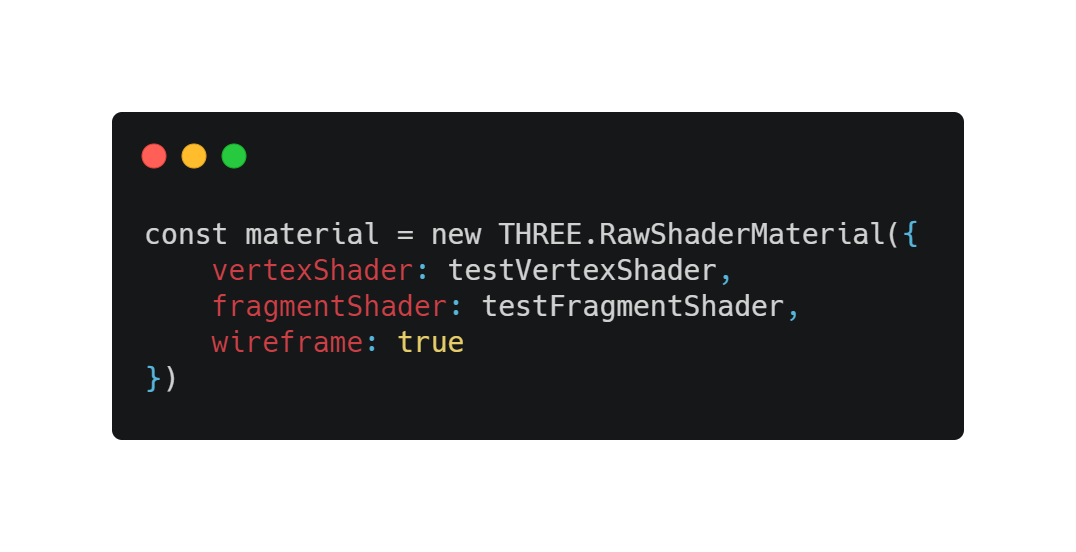 const material = new THREE.RawShaderMaterial({
    vertexShader: testVertexShader,
    fragmentShader: testFragmentShader,
    wireframe: true
})